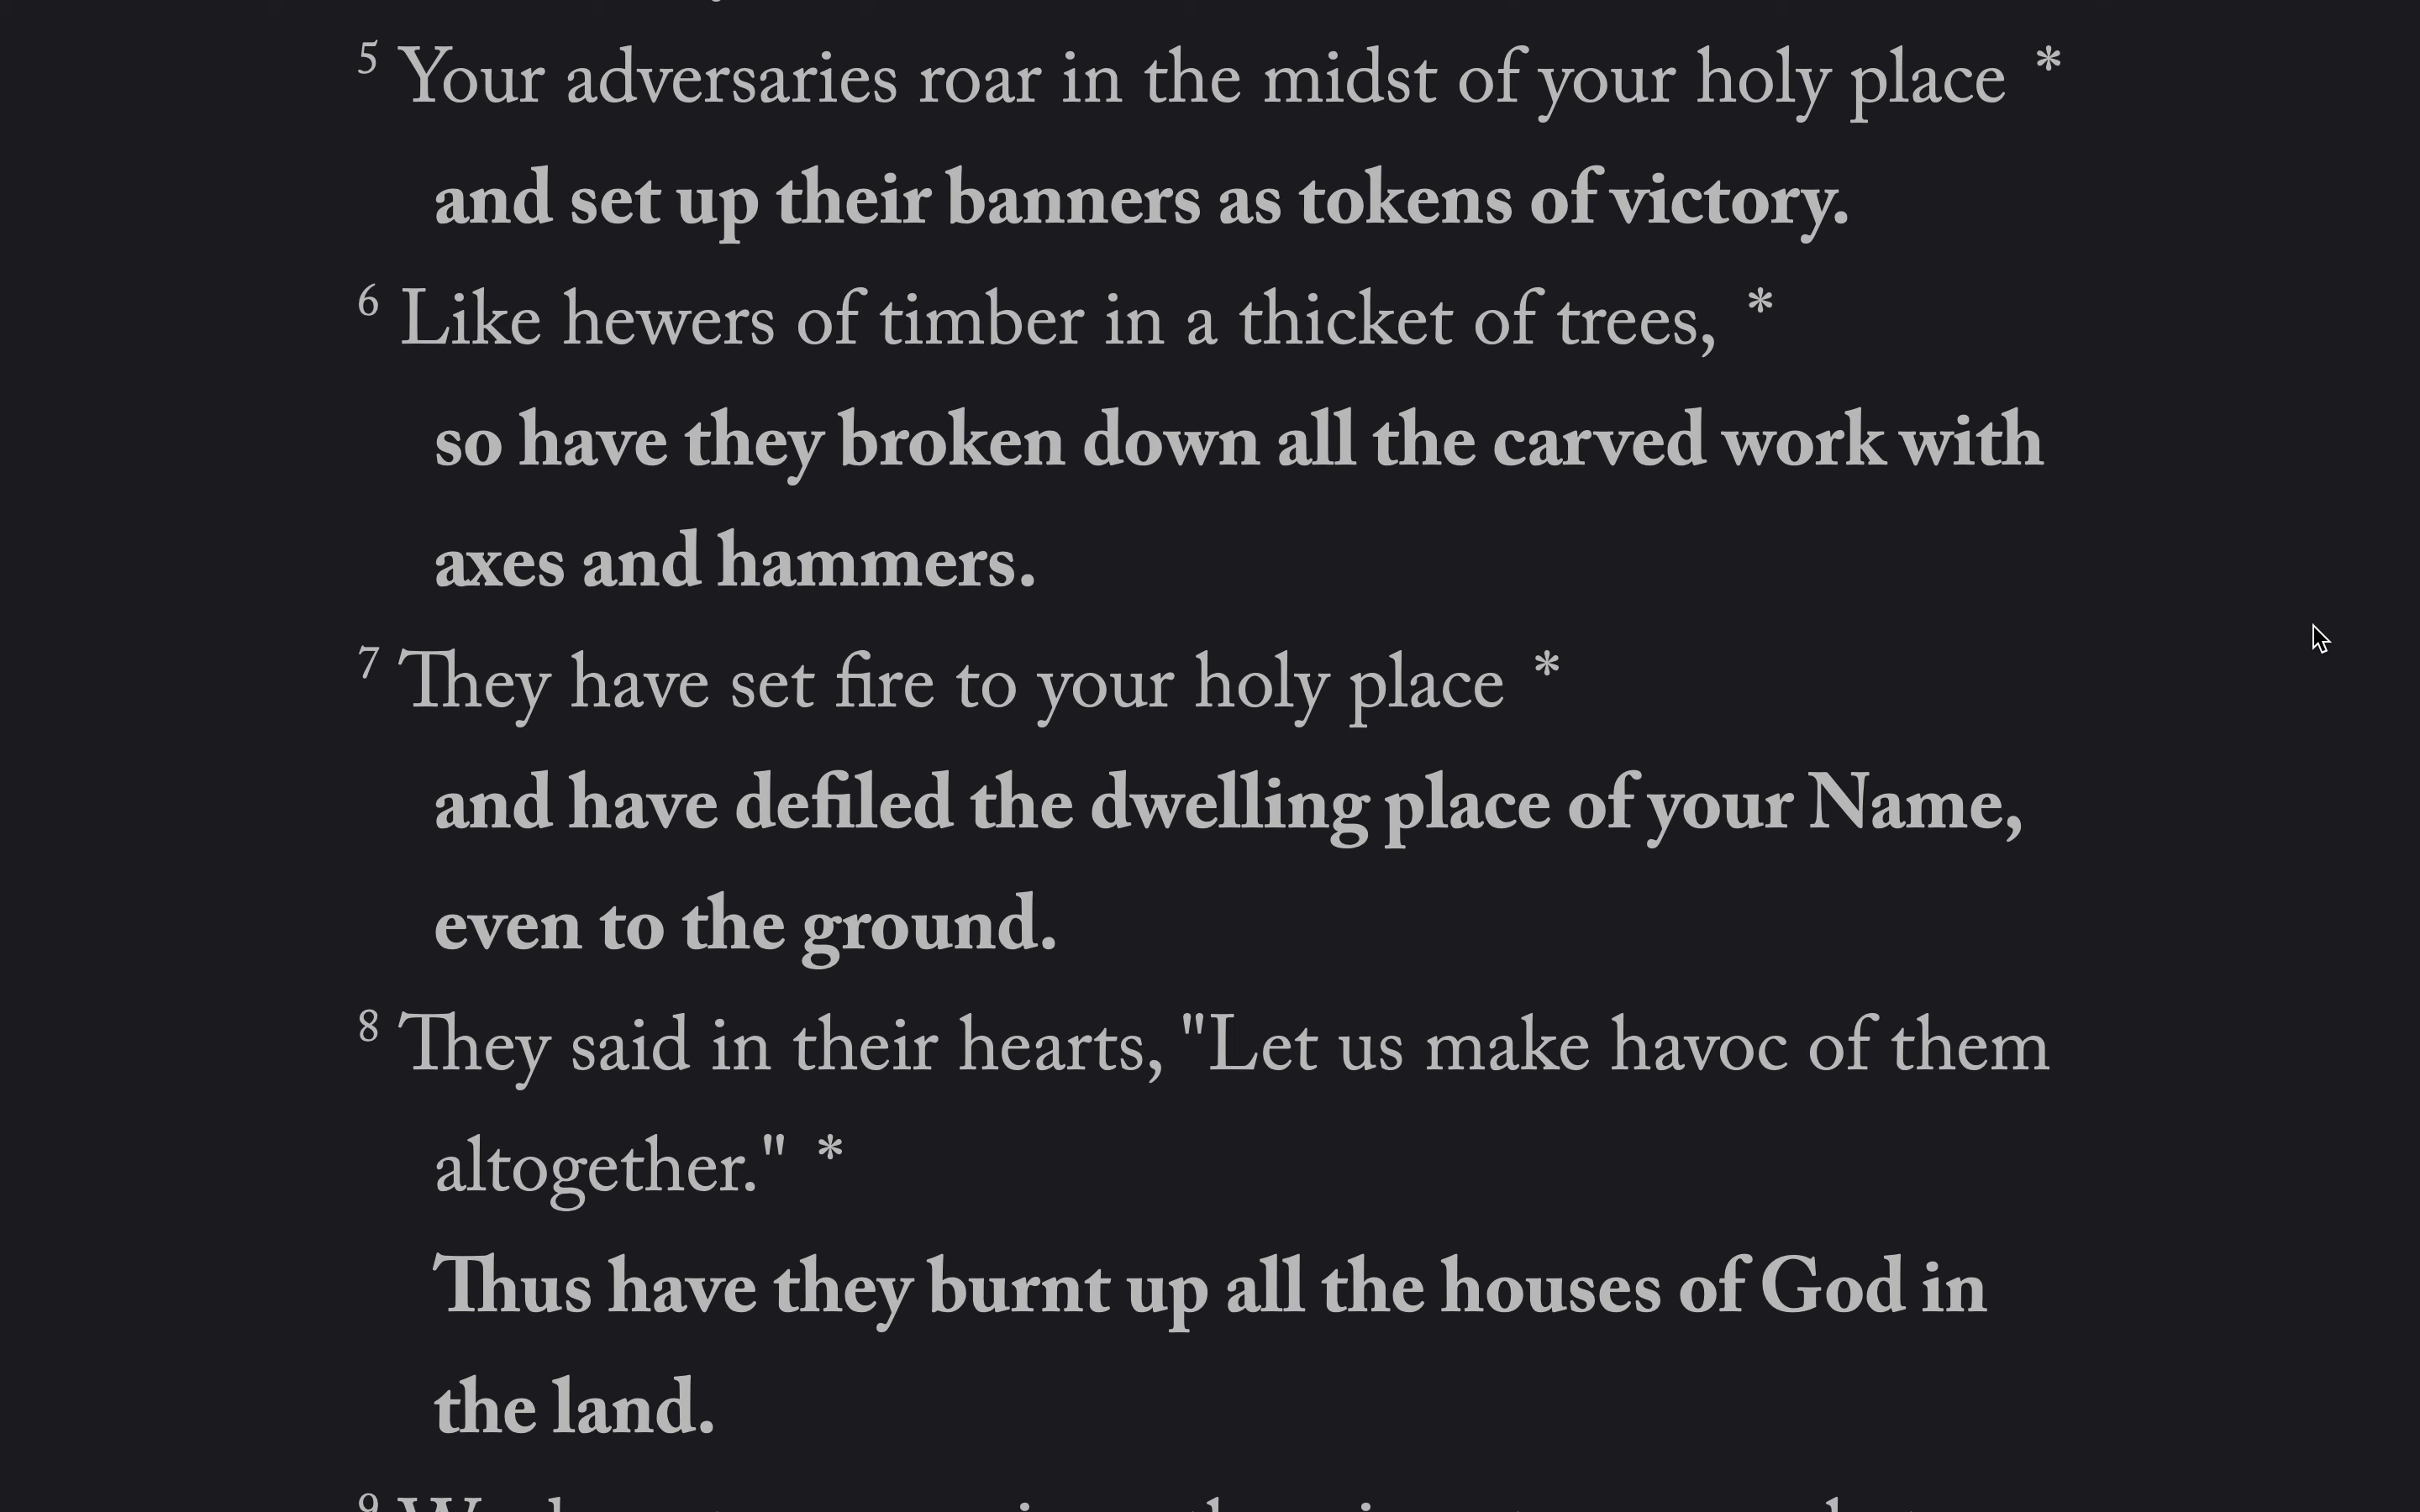 5 Your adversaries roar in the midst of your holy place *
and set up their banners as tokens of victory.
6 Like hewers of timber in a thicket of trees, *
so have they broken down all the carved work with
axes and hammers.
7 They have set fire to your holy place *
and have defiled the dwelling place of your Name,
even to the ground.
8 They said in their hearts, "Let us make havoc of them
altogether." *
Thus have they burnt up all the houses of God in
the land.
9